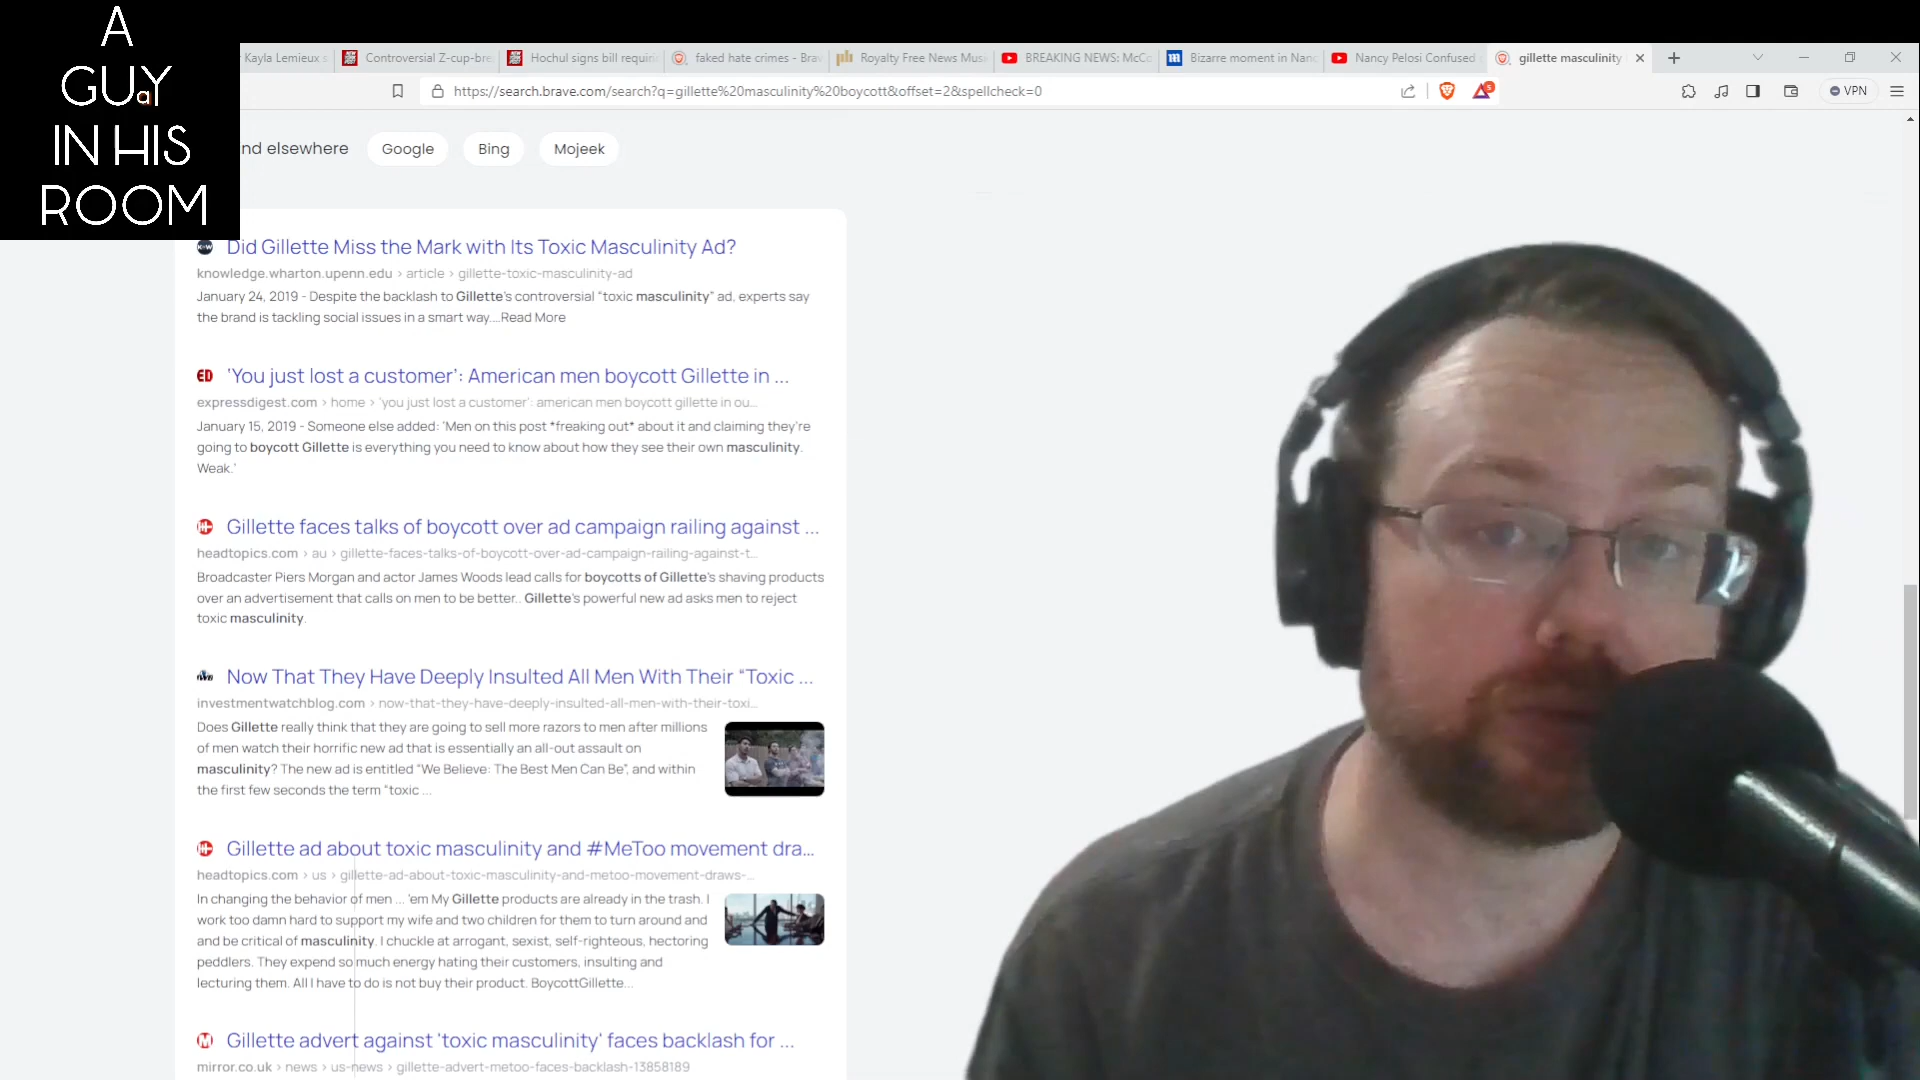 A
GUY
a
IN HIS
ROOM
Kayla Lemieux s
Controversial Z-cup-bre
Hochul signs bill requiri
faked hate crimes - Brav
Royalty Free News Musi
BREAKING NEWS: McCo
Bizarre moment in Nanc
Nancy Pelosi Confused
gillette masculinity
https://search.brave.com/search?q=gillette%20masculinity%20boycott&offset=2&spellcheck=0
5
VPN
nd elsewhere
Google
Bing
Mojeek
Did Gillette Miss the Mark with Its Toxic Masculinity Ad?
knowledge.wharton.upenn.edu › article › gillette-toxic-masculinity-ad
January 24, 2019 - Despite the backlash to Gillette's controversial “toxic masculinity” ad, experts say
the brand is tackling social issues in a smart way....Read More
ED
'You just lost a customer': American men boycott Gillette in ...
expressdigest.com › home › 'you just lost a customer': american men boycott gillette in ou...
January 15, 2019 - Someone else added: 'Men on this post *freaking out* about it and claiming they're
going to boycott Gillette is everything you need to know about how they see their own masculinity.
Weak.'
Gillette faces talks of boycott over ad campaign railing against ...
headtopics.com › au › gillette-faces-talks-of-boycott-over-ad-campaign-railing-against-t...
Broadcaster Piers Morgan and actor James Woods lead calls for boycotts of Gillette's shaving products
over an advertisement that calls on men to be better.. Gillette's powerful new ad asks men to reject
toxic masculinity.
Now That They Have Deeply Insulted All Men With Their “Toxic ...
investmentwatchblog.com › now-that-they-have-deeply-insulted-all-men-with-their-toxi...
Does Gillette really think that they are going to sell more razors to men after millions
of men watch their horrific new ad that is essentially an all-out assault on
masculinity? The new ad is entitled “We Believe: The Best Men Can Be”, and within
the first few seconds the term “toxic ...
Gillette ad about toxic masculinity and #MeToo movement dra...
headtopics.com › us › gillette-ad-about-toxic-masculinity-and-metoo-movement-draws-...
In changing the behavior of men ... 'em My Gillette products are already in the trash. I
work too damn hard to support my wife and two children for them to turn around and
and be critical of masculinity. I chuckle at arrogant, sexist, self-righteous, hectoring
peddlers. They expend so much energy hating their customers, insulting and
lecturing them. All I have to do is not buy their product. BoycottGillette...
Gillette advert against 'toxic masculinity' faces backlash for ...
mirror.co.uk › news › us-news › gillette-advert-metoo-faces-backlash-13858189